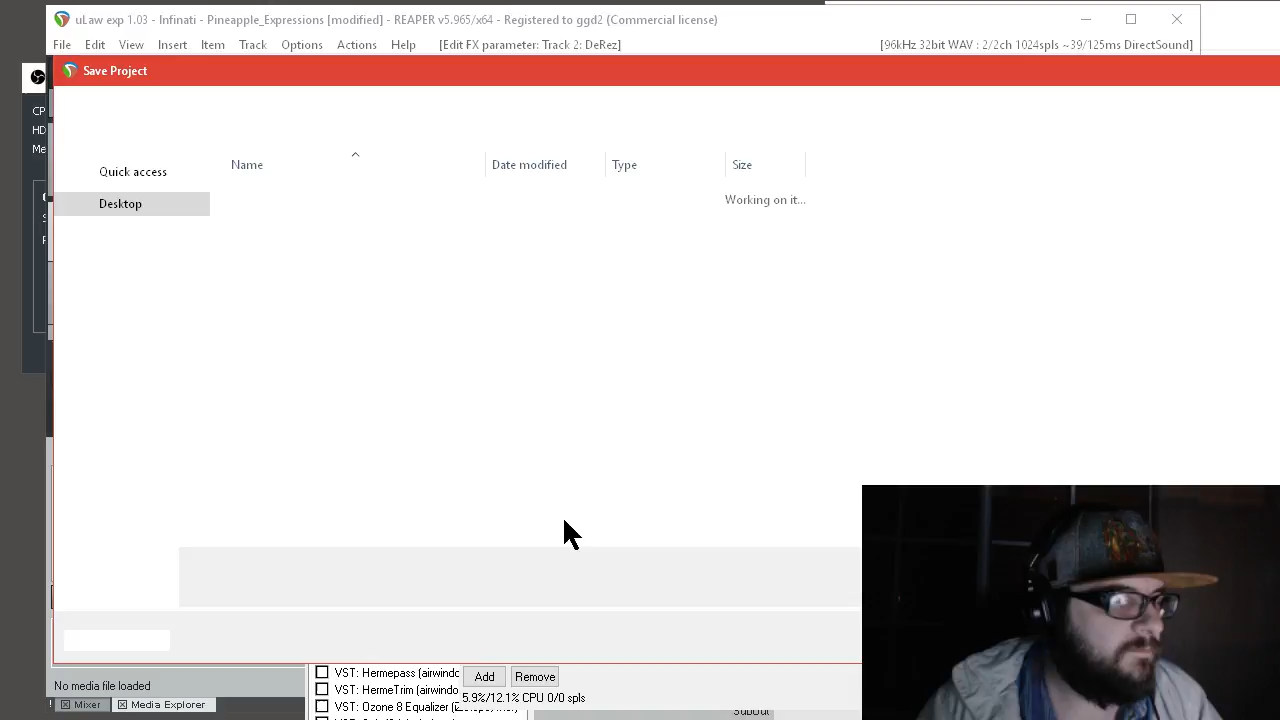 uLaw exp 1.03 - Infinati - Pineapple_Expressions [modified] - REAPER v5.965/x64 - Registered to ggd2 (Commercial license)
File Edit View Insert Item Track Options Actions Help [Edit FX parameter: Track 2: DeRez] [96kHz 32bit WAV : 2/2ch 1024spls ~39/125ms DirectSound]
Save Project
CP
HD
Me
Name Date modified Type Size
Quick access
Desktop
Working on it...
VST: Hermepass (airwindo
Add Remove
VST: HermeTrim (airwindo
5.9%/12.1% CPU 0/0 spls
No media file loaded
VST: Ozone 8 Equalizer
Mixer Media Explorer